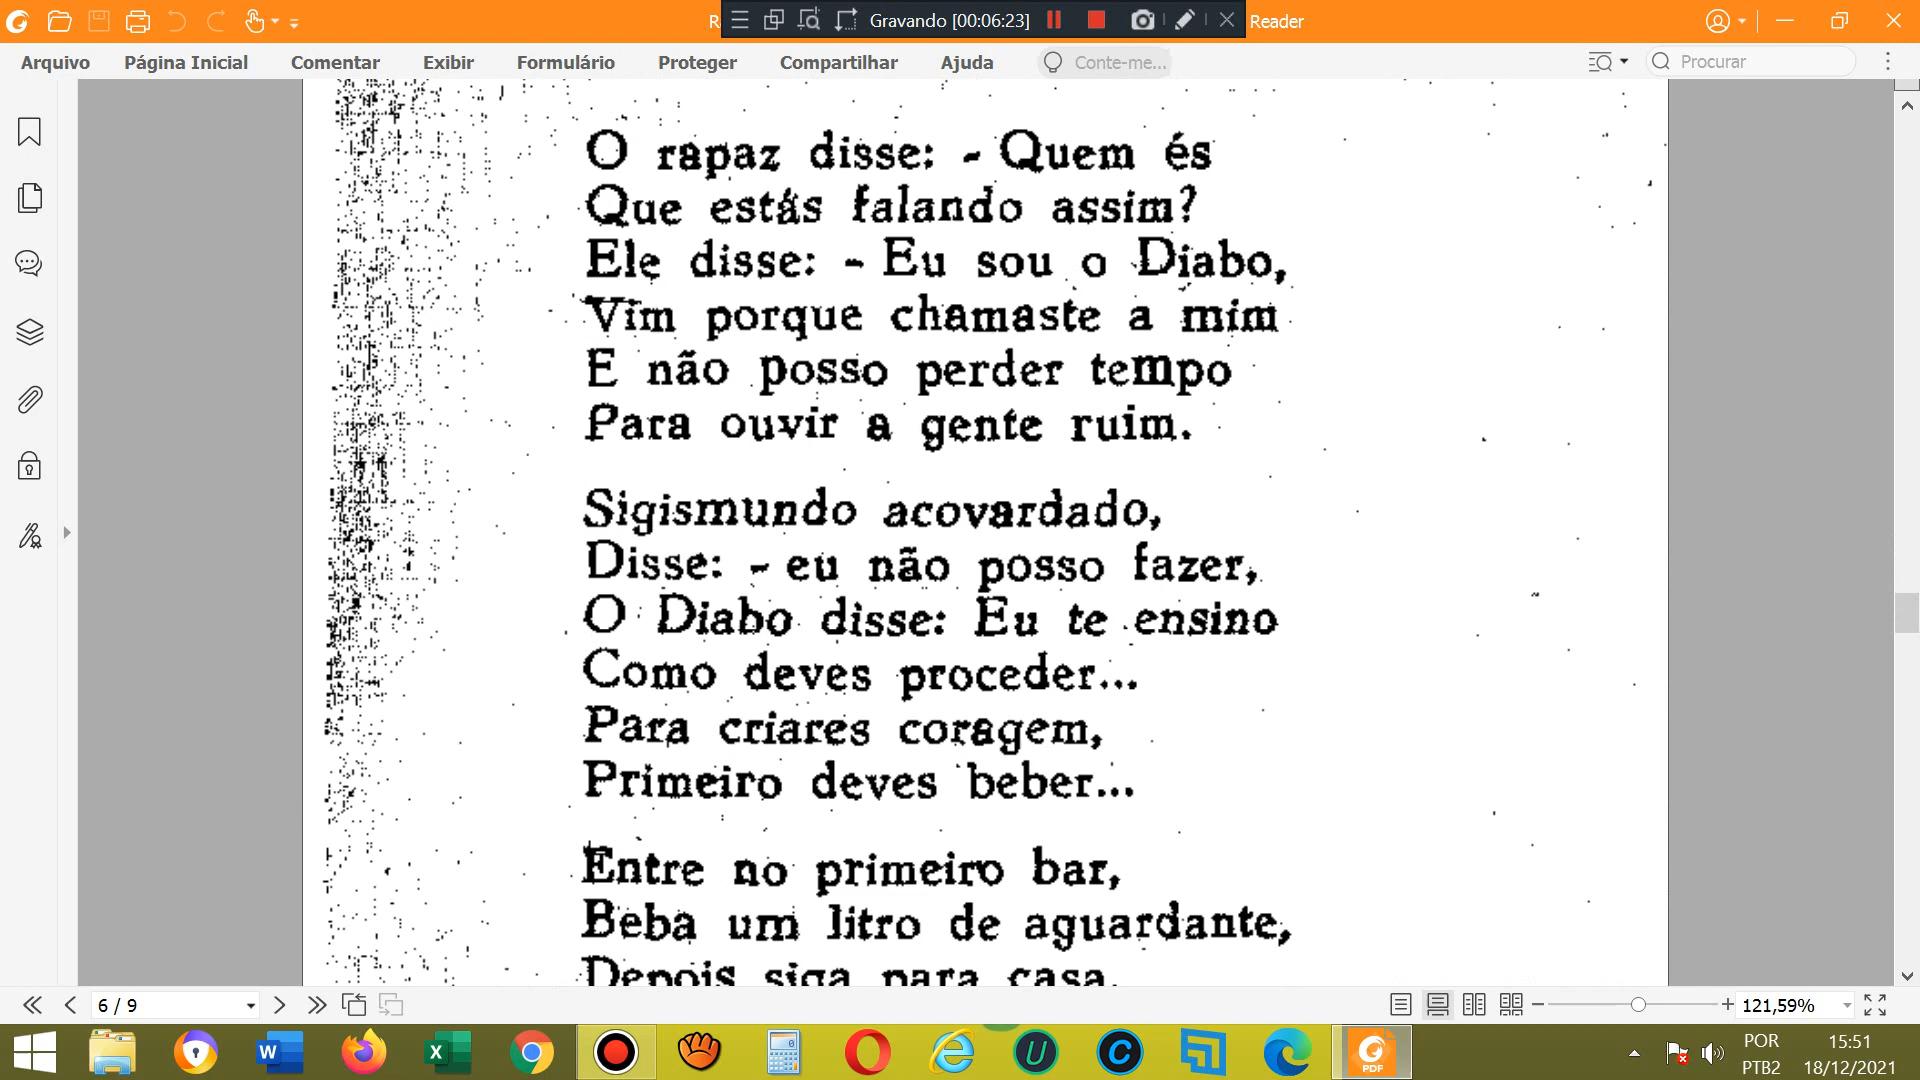 Gravando [00:06:23]
R
Reader
Arquivo Página Inicial Comentar Exibir Formulário Proteger Compartilhar Ajuda Conte-me... Procurar
O rapaz disse: - Quem és
Que estás falando assim?
Ele disse: - Eu sou o Diabo,
Vim porque chamaste a mim
E não posso perder tempo
Para ouvir a gente ruim.
Sigismundo acovardado,
Disse: - eu não posso fazer,
O Diabo disse: Eu te ensino
Como deves proceder...
Para criares coragem,
Primeiro deves beber...
Entre no primeiro bar,
Beba um litro de aguardante,
Depois siga para casa,
6 / 9
121,59%
POR 15:51
PTB2 18/12/2021